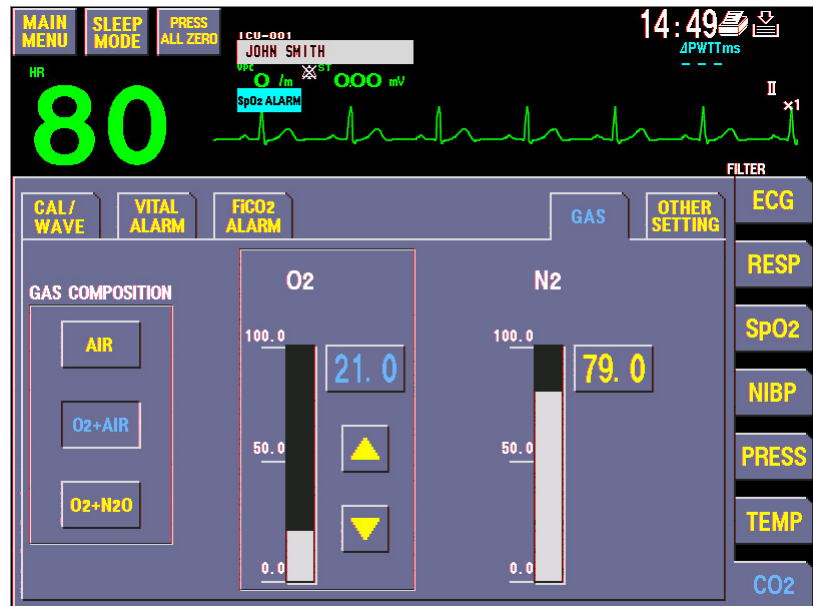 MAIN MENU
SLEEP MODE
PRESS ALL ZERO
ICU-001
JOHN SMITH
14:49
ΔPWTTms
---
HR
80
VPC
0 /m
ST
0.00 mV
SpO2 ALARM
II
×1
FILTER
CAL/ WAVE
VITAL ALARM
FiCO2 ALARM
GAS
OTHER SETTING
ECG
RESP
SpO2
NIBP
PRESS
TEMP
CO2
GAS COMPOSITION
AIR
O2+AIR
O2+N2O
O2
100.0
21.0
50.0
0.0
N2
100.0
79.0
50.0
0.0